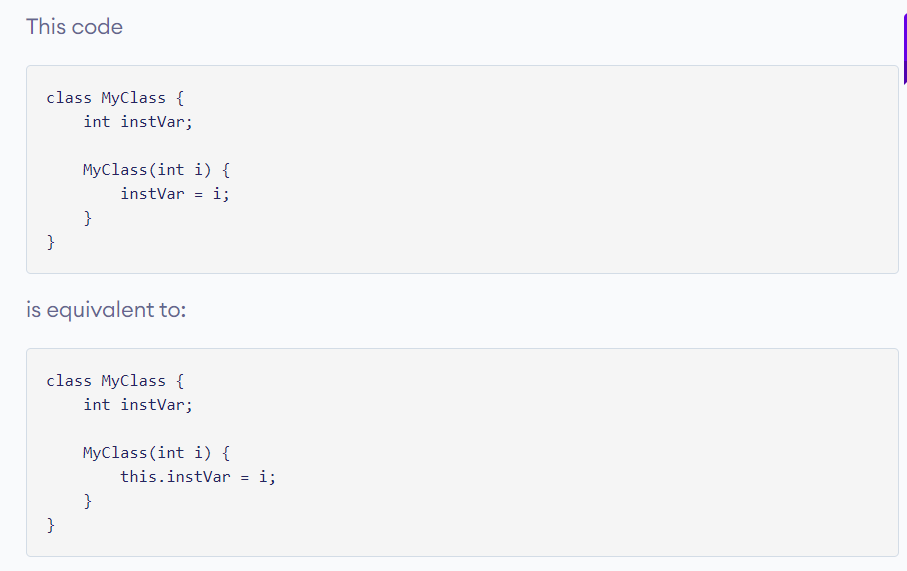 This code
class MyClass {
    int instVar;
    MyClass(int i) {
        instVar = i;
    }
}
is equivalent to:
class MyClass {
    int instVar;
    MyClass(int i) {
        this.instVar = i;
    }
}